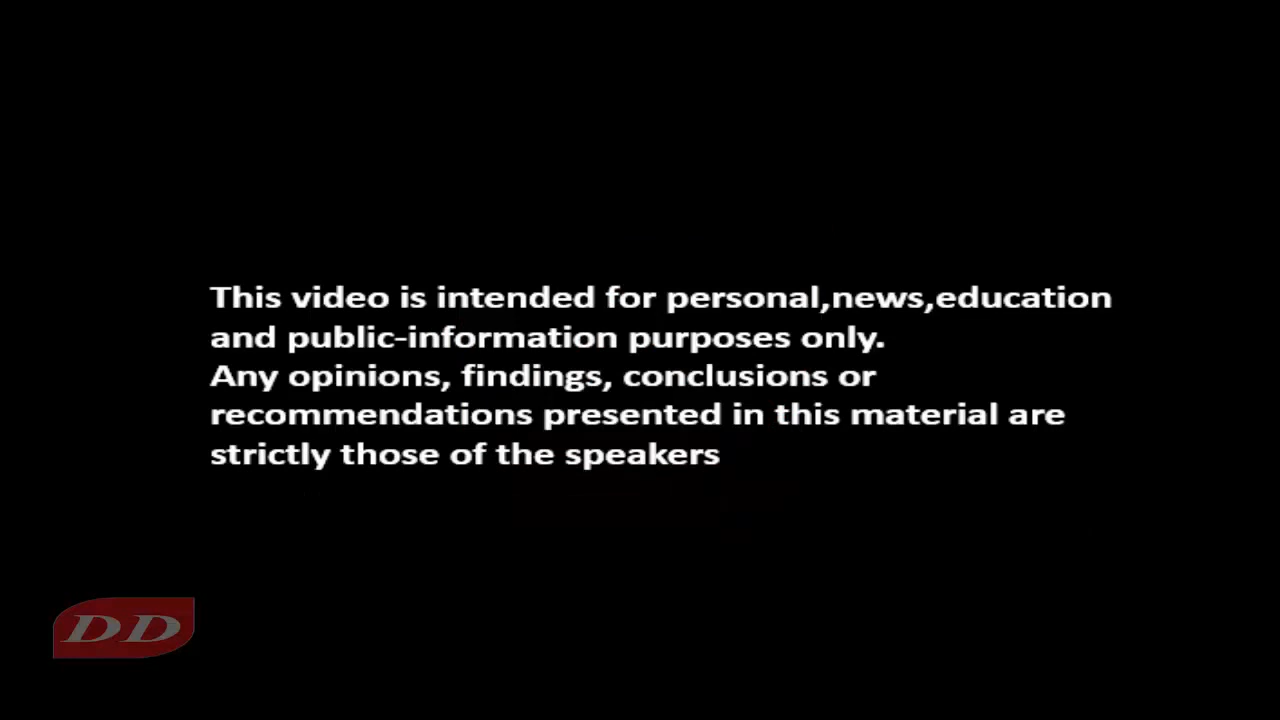 This video is intended for personal,news,education
and public-information purposes only.
Any opinions, findings, conclusions or
recommendations presented in this material are
strictly those of the speakers
DD